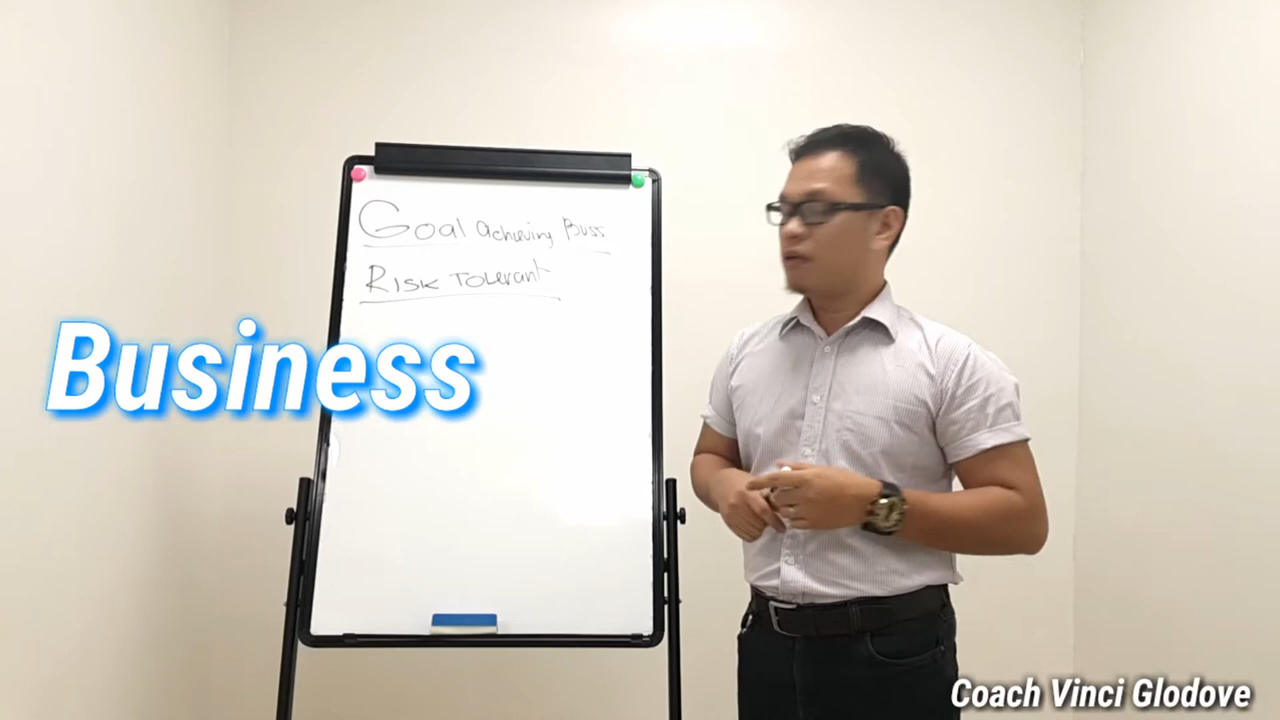 Goal Achieving Buss
Risk Tolerant
Business
Coach Vinci Glodove